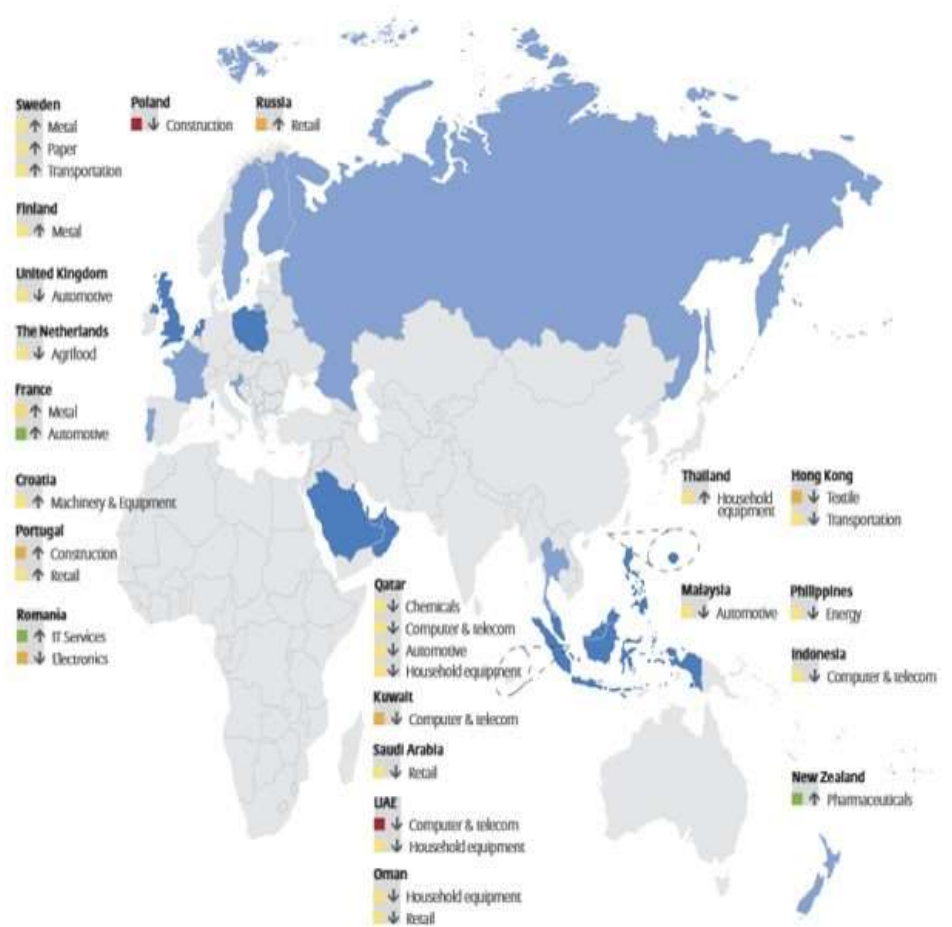 Sweden
↑ Metal
↑ Paper
↑ Transportation
Poland
↓ Construction
Russia
↑ Retail
Finland
↑ Metal
United Kingdom
↓ Automotive
The Netherlands
↓ Agrifood
France
↑ Metal
↑ Automotive
Croatia
↑ Machinery & Equipment
Portugal
↑ Construction
↑ Retail
Romania
↑ IT Services
↓ Electronics
Qatar
↓ Chemicals
↓ Computer & telecom
↓ Automotive
↓ Household equipment
Kuwait
↓ Computer & telecom
Saudi Arabia
↓ Retail
UAE
↓ Computer & telecom
↓ Household equipment
Oman
↓ Household equipment
↓ Retail
Thailand
↑ Household
equipment
Hong Kong
↓ Textile
↓ Transportation
Malaysia
↓ Automotive
Philippines
↓ Energy
Indonesia
↓ Computer & telecom
New Zealand
↑ Pharmaceuticals